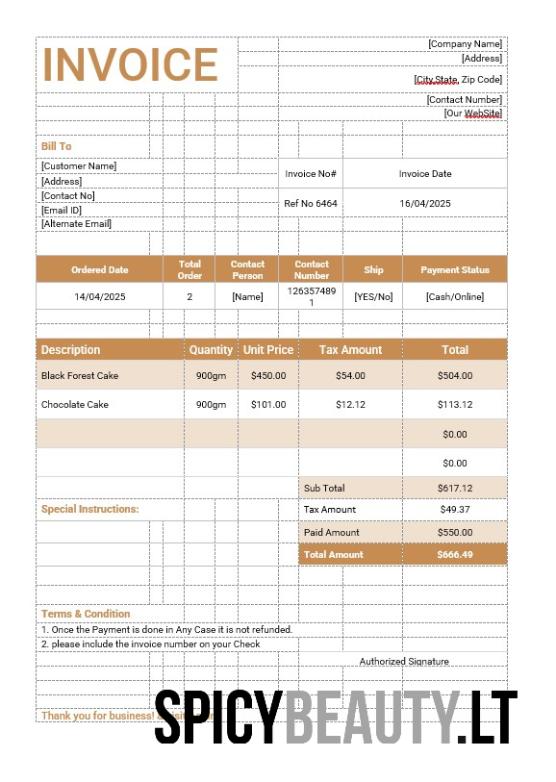 INVOICE
[Company Name]
[Address]
[City,State, Zip Code]
[Contact Number]
[Our WebSite]
Bill To
[Customer Name]
[Address]
[Contact No]
[Email ID]
[Alternate Email]
Invoice No# Invoice Date
Ref No 6464 16/04/2025
Ordered Date Total Order Contact Person Contact Number Ship Payment Status
14/04/2025 2 [Name] 1263574891 [YES/No] [Cash/Online]
Description Quantity Unit Price Tax Amount Total
Black Forest Cake 900gm $450.00 $54.00 $504.00
Chocolate Cake 900gm $101.00 $12.12 $113.12
$0.00
$0.00
Sub Total $617.12
Special Instructions: Tax Amount $49.37
Paid Amount $550.00
Total Amount $666.49
Terms & Condition
1. Once the Payment is done in Any Case it is not refunded.
2. please include the invoice number on your Check
Authorized Signature
Thank you for business!
SPICYBEAUTY.LT